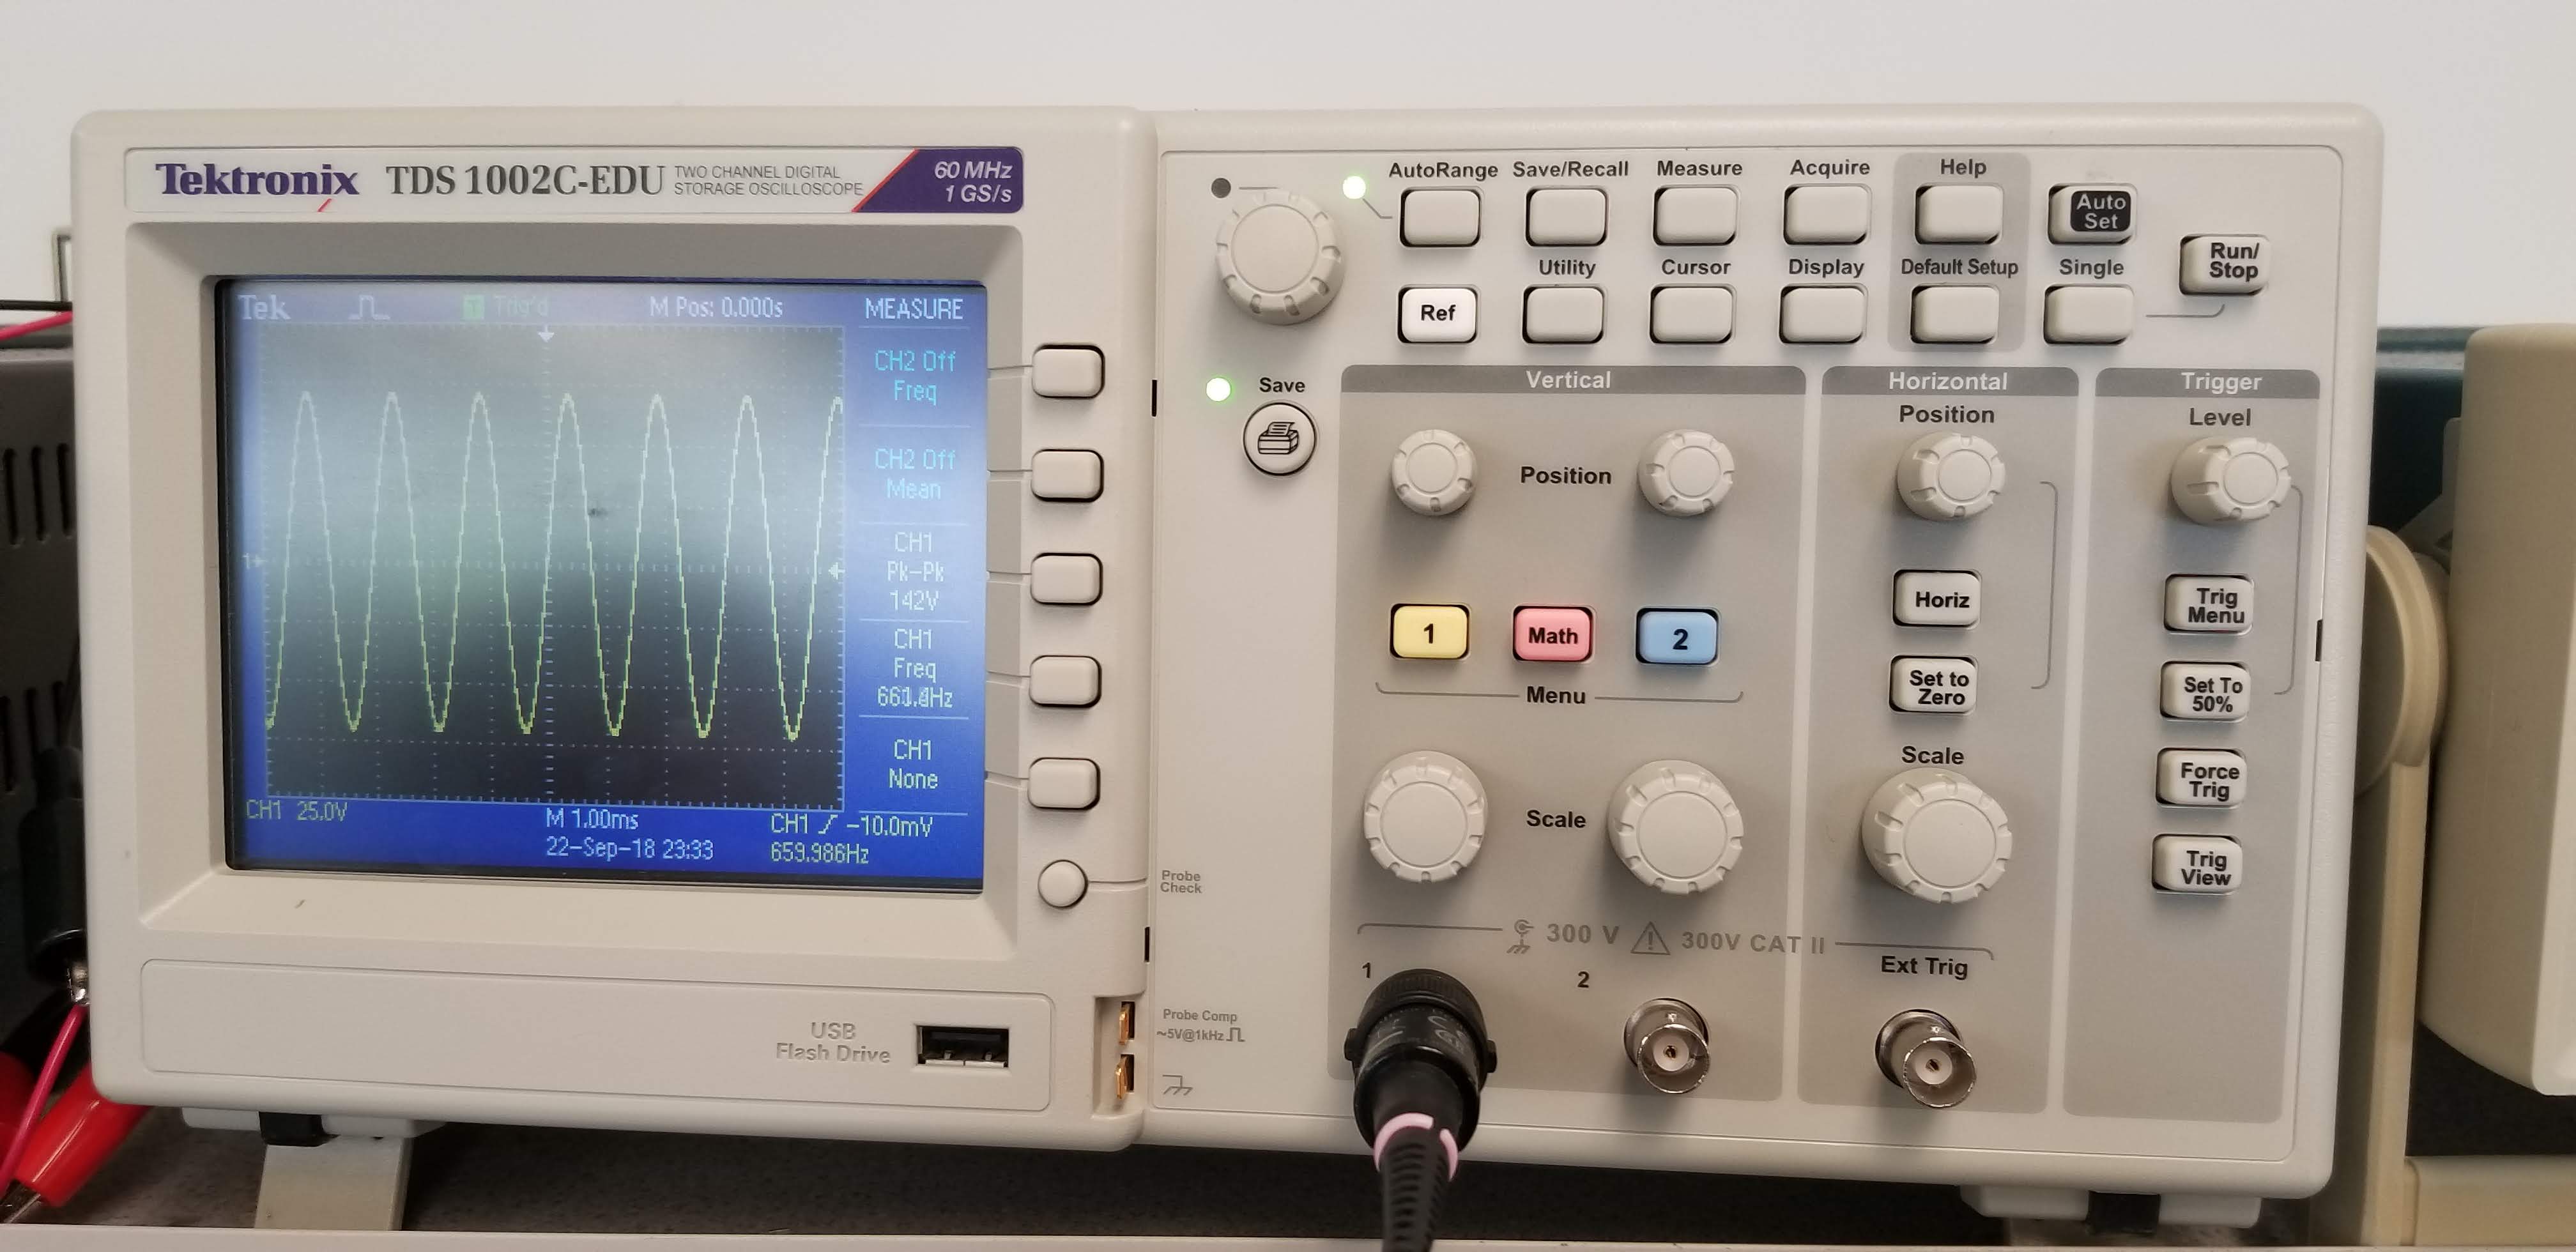 Tektronix TDS 1002C-EDU TWO CHANNEL DIGITAL
STORAGE OSCILLOSCOPE
60 MHz
1 GS/s
Tek T Trig'd M Pos: 0.000s MEASURE
CH2 Off
Freq
CH2 Off
Mean
CH1
Pk-Pk
142V
CH1
Freq
CH1
None
1
CH1 25.0V M 1.00ms CH1 -10.0mV
22-Sep-18 23:33 659.986Hz
USB
Flash Drive
Probe
Check
Probe Comp
~5V@1kHz
AutoRange Save/Recall Measure Acquire Help Auto
Set
Run/
Stop
Ref Utility Cursor Display Default Setup Single
Save
Vertical
Position
1 Math 2
Menu
Scale
300 V 300V CAT II
1 2 Ext Trig
Horizontal
Position
Horiz
Set to
Zero
Scale
Trigger
Level
Trig
Menu
Set To
50%
Force
Trig
Trig
View